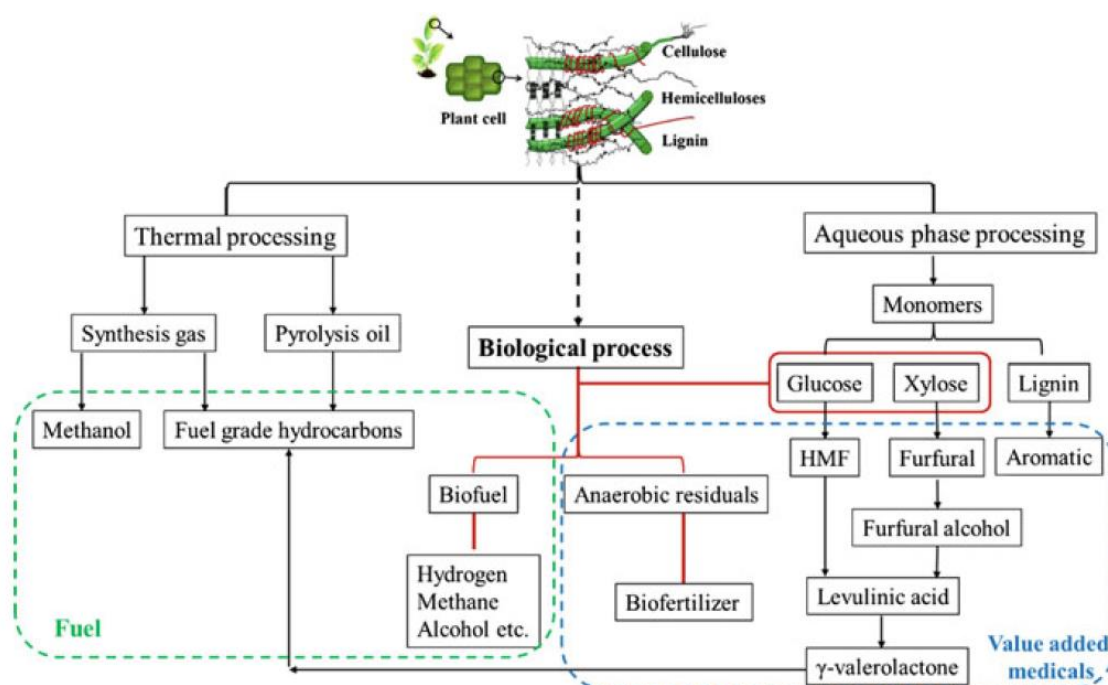 Cellulose
Hemicelluloses
Plant cell
Lignin
Thermal processing
Aqueous phase processing
Monomers
Synthesis gas
Pyrolysis oil
Biological process
Glucose
Xylose
Lignin
Methanol
Fuel grade hydrocarbons
HMF
Furfural
Aromatic
Biofuel
Anaerobic residuals
Furfural alcohol
Hydrogen
Methane
Alcohol etc.
Biofertilizer
Levulinic acid
Fuel
Value added
medicals
γ-valerolactone